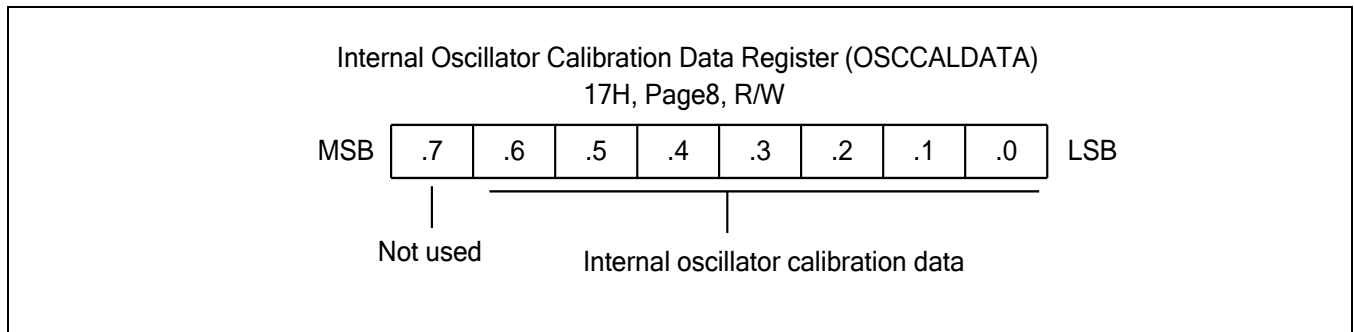 Internal Oscillator Calibration Data Register (OSCCALDATA)
17H, Page8, R/W
MSB .7 .6 .5 .4 .3 .2 .1 .0 LSB
Not used
Internal oscillator calibration data